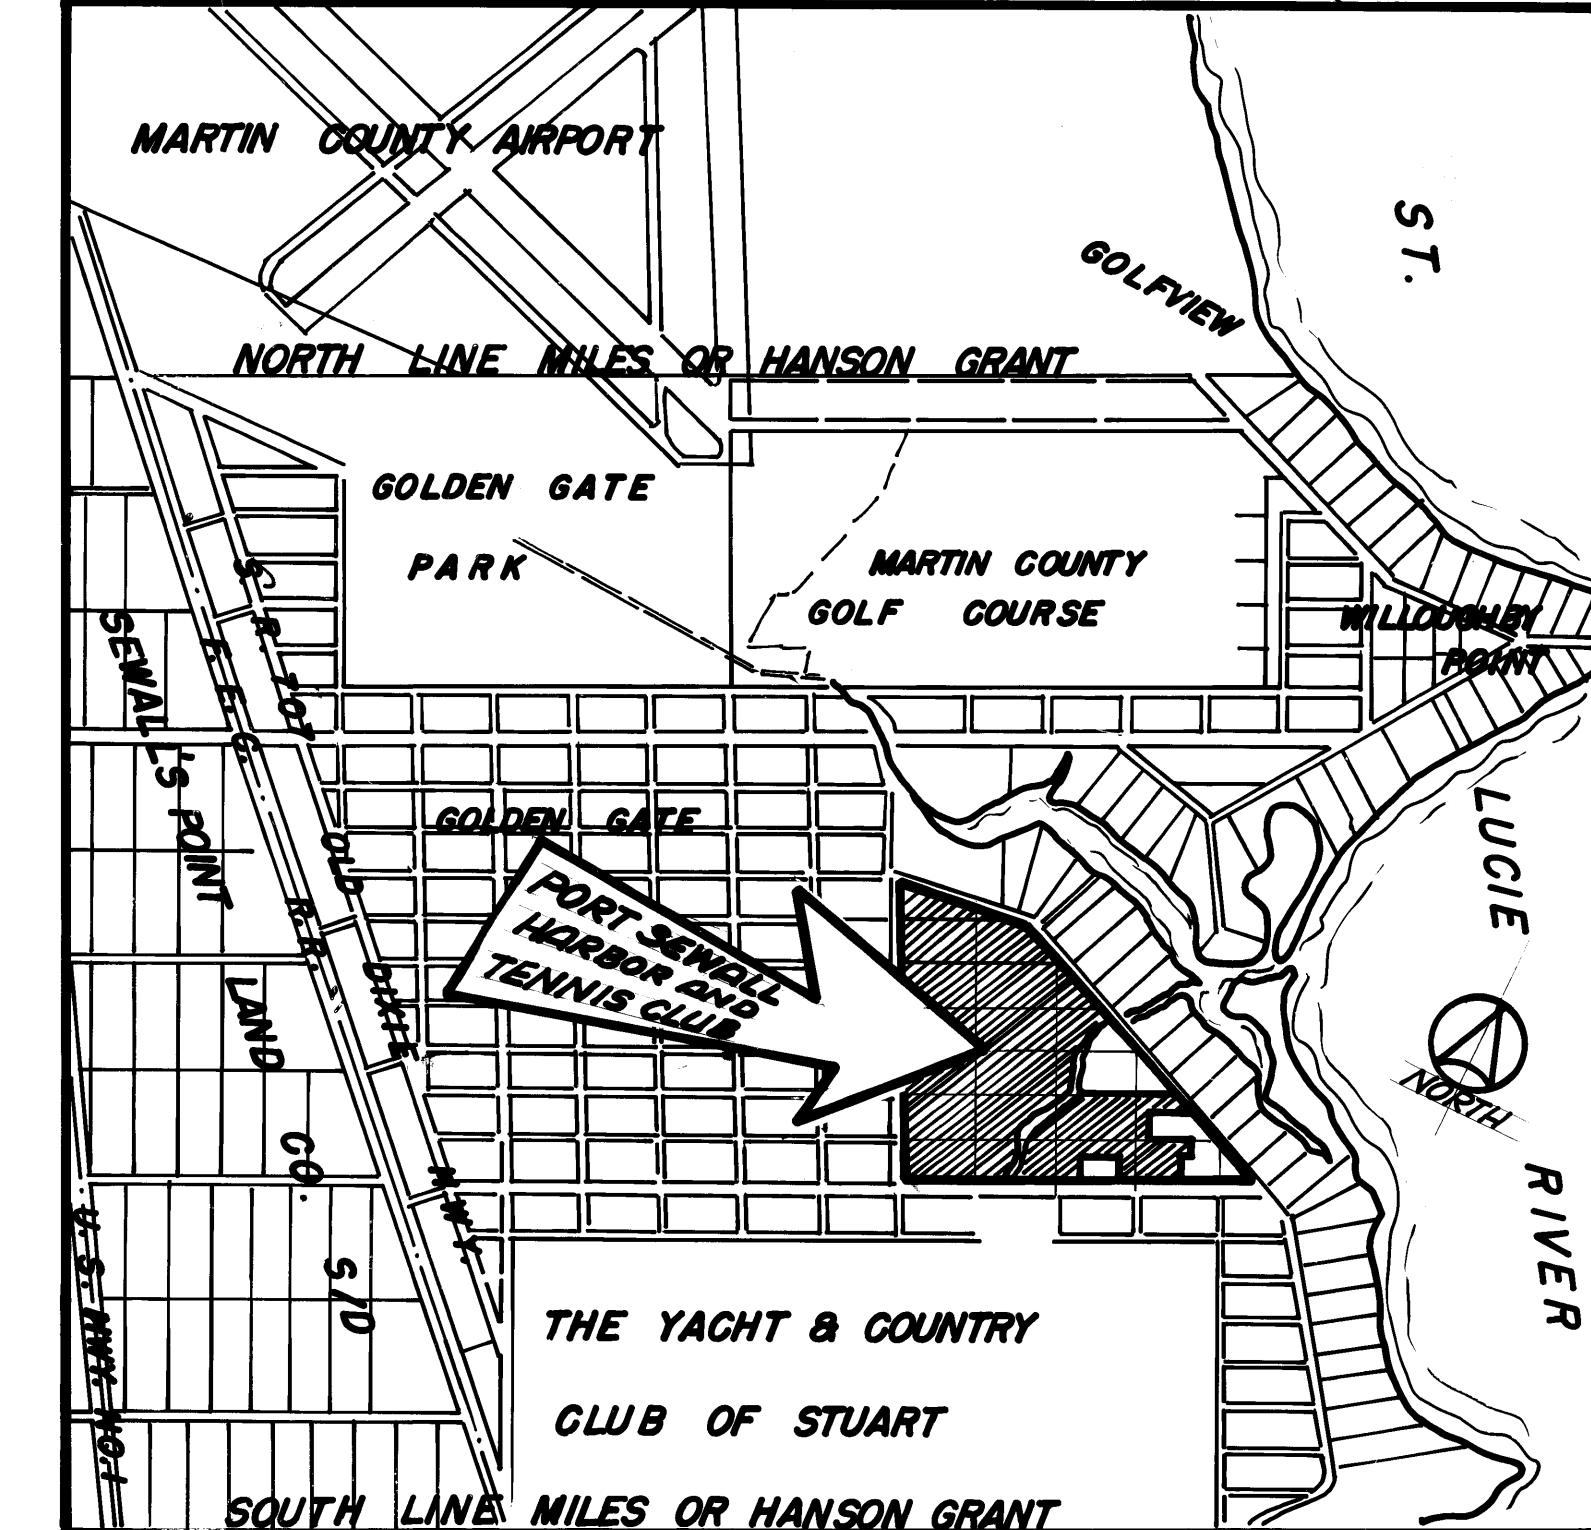 MARTIN COUNTY AIRPORT
ST.
GOLFVIEW
NORTH LINE MILES OR HANSON GRANT
GOLDEN GATE
PARK
MARTIN COUNTY
GOLF COURSE
WILLOUGHBY
POINT
S.R. 707
OLD DIXIE HWY.
F.E.C. R.R.
SEWALL'S POINT
LAND
CO.
S/D
GOLDEN GATE
PORT SEWALL
HARBOR AND
TENNIS CLUB
LUCIE
NORTH
RIVER
U.S. HWY. NO. 1
THE YACHT & COUNTRY
CLUB OF STUART
SOUTH LINE MILES OR HANSON GRANT